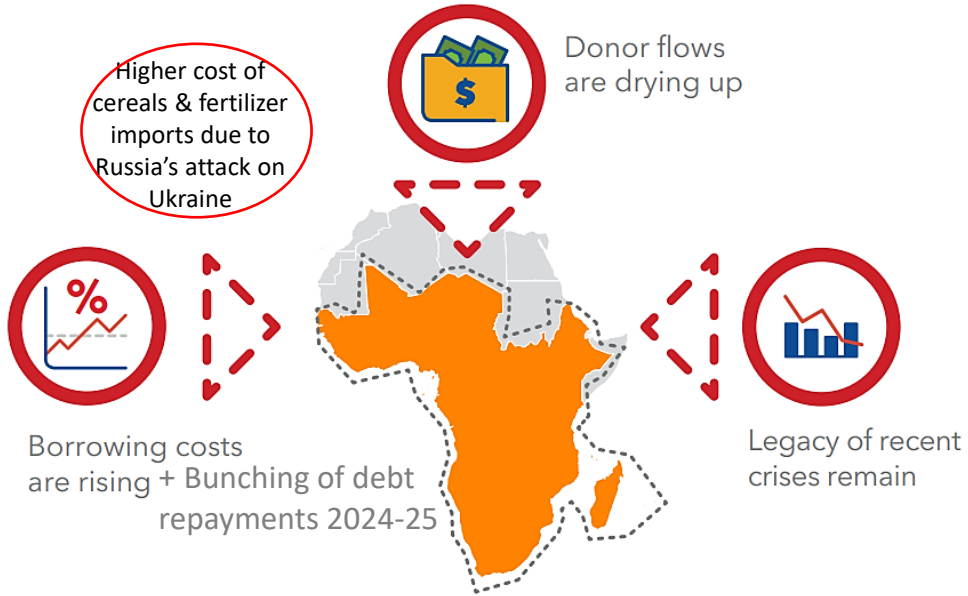 Higher cost of
cereals & fertilizer
imports due to
Russia's attack on
Ukraine
$
Donor flows
are drying up
%
Borrowing costs
are rising + Bunching of debt
repayments 2024-25
Legacy of recent
crises remain